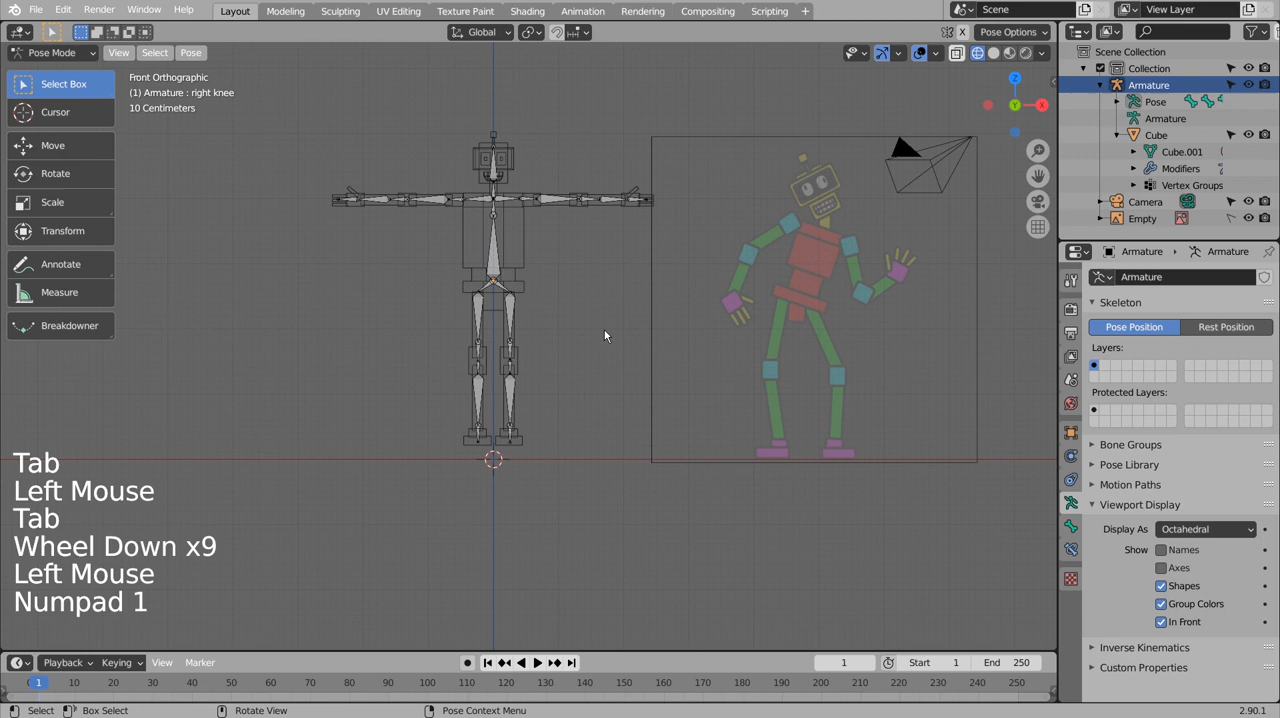 File Edit Render Window Help Layout Modeling Sculpting UV Editing Texture Paint Shading Animation Rendering Compositing Scripting + Scene View Layer
Global Pose Options
Pose Mode View Select Pose
Scene Collection
Collection
Armature
Pose
Armature
Cube
Cube.001
Modifiers
Vertex Groups
Camera
Empty
Select Box
Cursor
Move
Rotate
Scale
Transform
Annotate
Measure
Breakdowner
Front Orthographic
(1) Armature : right knee
10 Centimeters
Z
X
Y
Armature Armature
Armature
Skeleton
Pose Position Rest Position
Layers:
Protected Layers:
Bone Groups
Pose Library
Motion Paths
Viewport Display
Display As Octahedral
Show Names
Axes
Shapes
Group Colors
In Front
Inverse Kinematics
Custom Properties
Tab
Left Mouse
Tab
Wheel Down x9
Left Mouse
Numpad 1
Playback Keying View Marker 1 Start 1 End 250
1 10 20 30 40 50 60 70 80 90 100 110 120 130 140 150 160 170 180 190 200 210 220 230 240 250
Select Box Select Rotate View Pose Context Menu 2.90.1